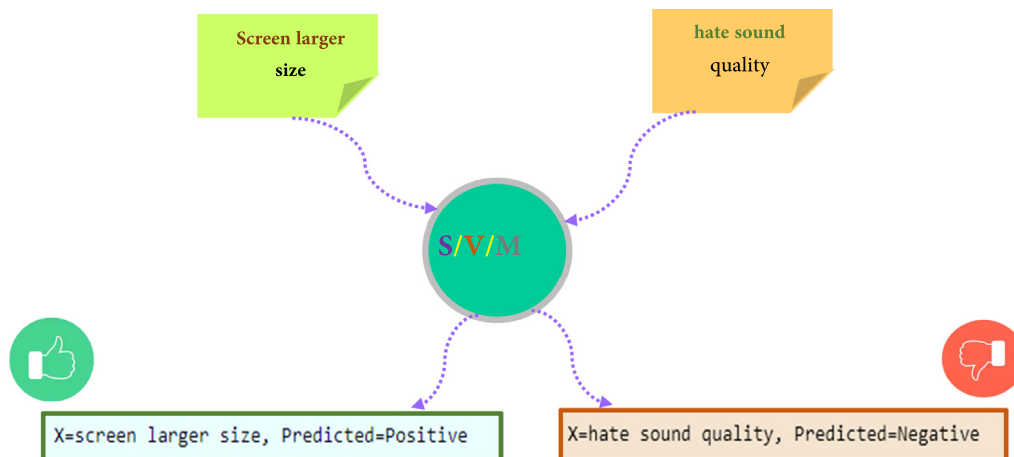 Screen larger
size
hate sound
quality
S/V/M
X=screen larger size, Predicted=Positive
X=hate sound quality, Predicted=Negative